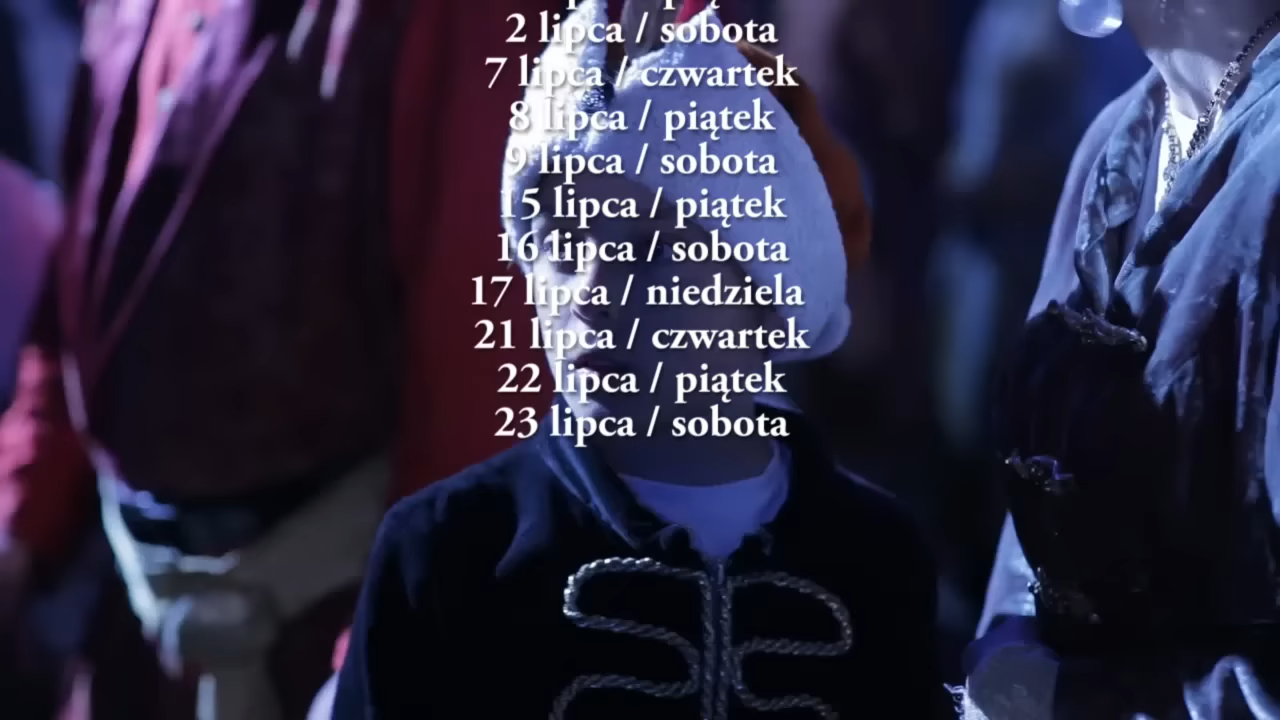 2 lipca / sobota
7 lipca / czwartek
8 lipca / piątek
9 lipca / sobota
15 lipca / piątek
16 lipca / sobota
17 lipca / niedziela
21 lipca / czwartek
22 lipca / piątek
23 lipca / sobota